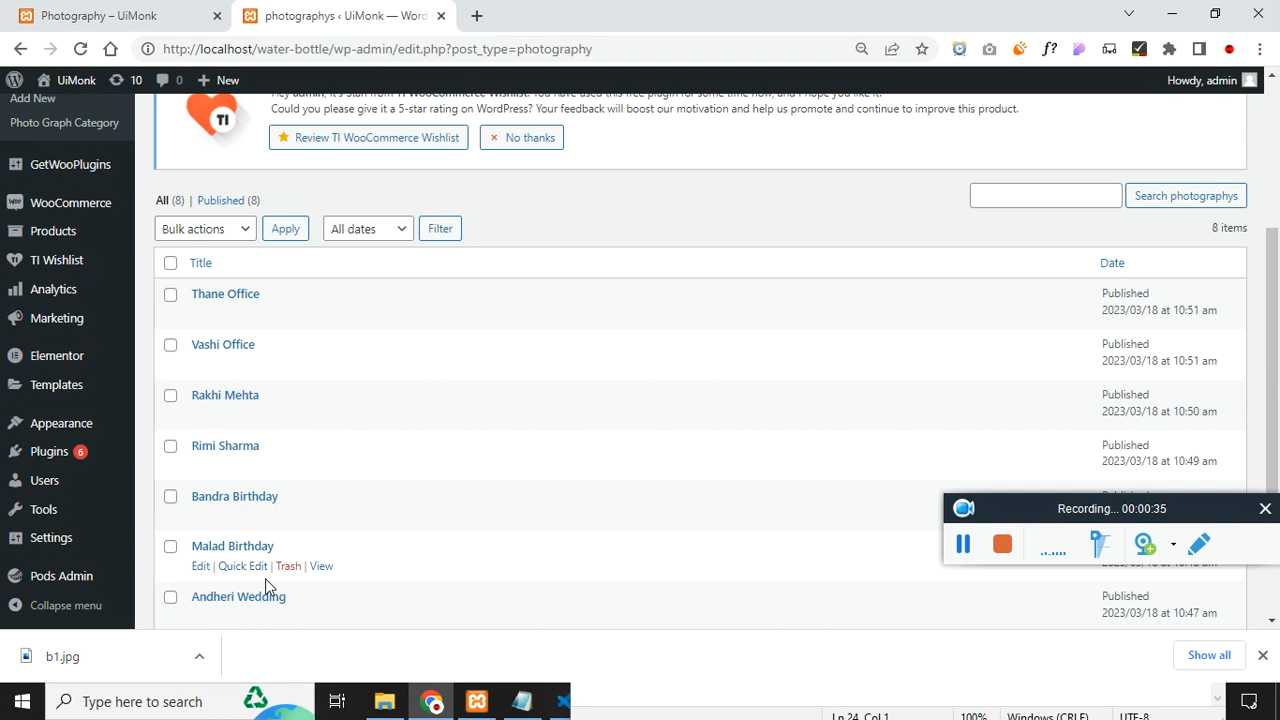 Photography – UiMonk
photographys ‹ UiMonk — Word
http://localhost/water-bottle/wp-admin/edit.php?post_type=photography
UiMonk 10 0 New Howdy, admin
Could you please give it a 5-star rating on WordPress? Your feedback will boost our motivation and help us promote and continue to improve this product.
TI
Review TI WooCommerce Wishlist
No thanks
Add New
Photo Graph Category
GetWooPlugins
WooCommerce
Products
TI Wishlist
Analytics
Marketing
Elementor
Templates
Appearance
Plugins 6
Users
Tools
Settings
Pods Admin
Collapse menu
All (8) | Published (8)
Search photographys
Bulk actions Apply All dates Filter
8 items
Title Date
Thane Office Published
2023/03/18 at 10:51 am
Vashi Office Published
2023/03/18 at 10:51 am
Rakhi Mehta Published
2023/03/18 at 10:50 am
Rimi Sharma Published
2023/03/18 at 10:49 am
Bandra Birthday
Malad Birthday
Edit | Quick Edit | Trash | View
Andheri Wedding Published
2023/03/18 at 10:47 am
Recording... 00:00:35
b1.jpg
Show all
Type here to search
Ln 24, Col 1 100% Windows (CRLF) UTF-8